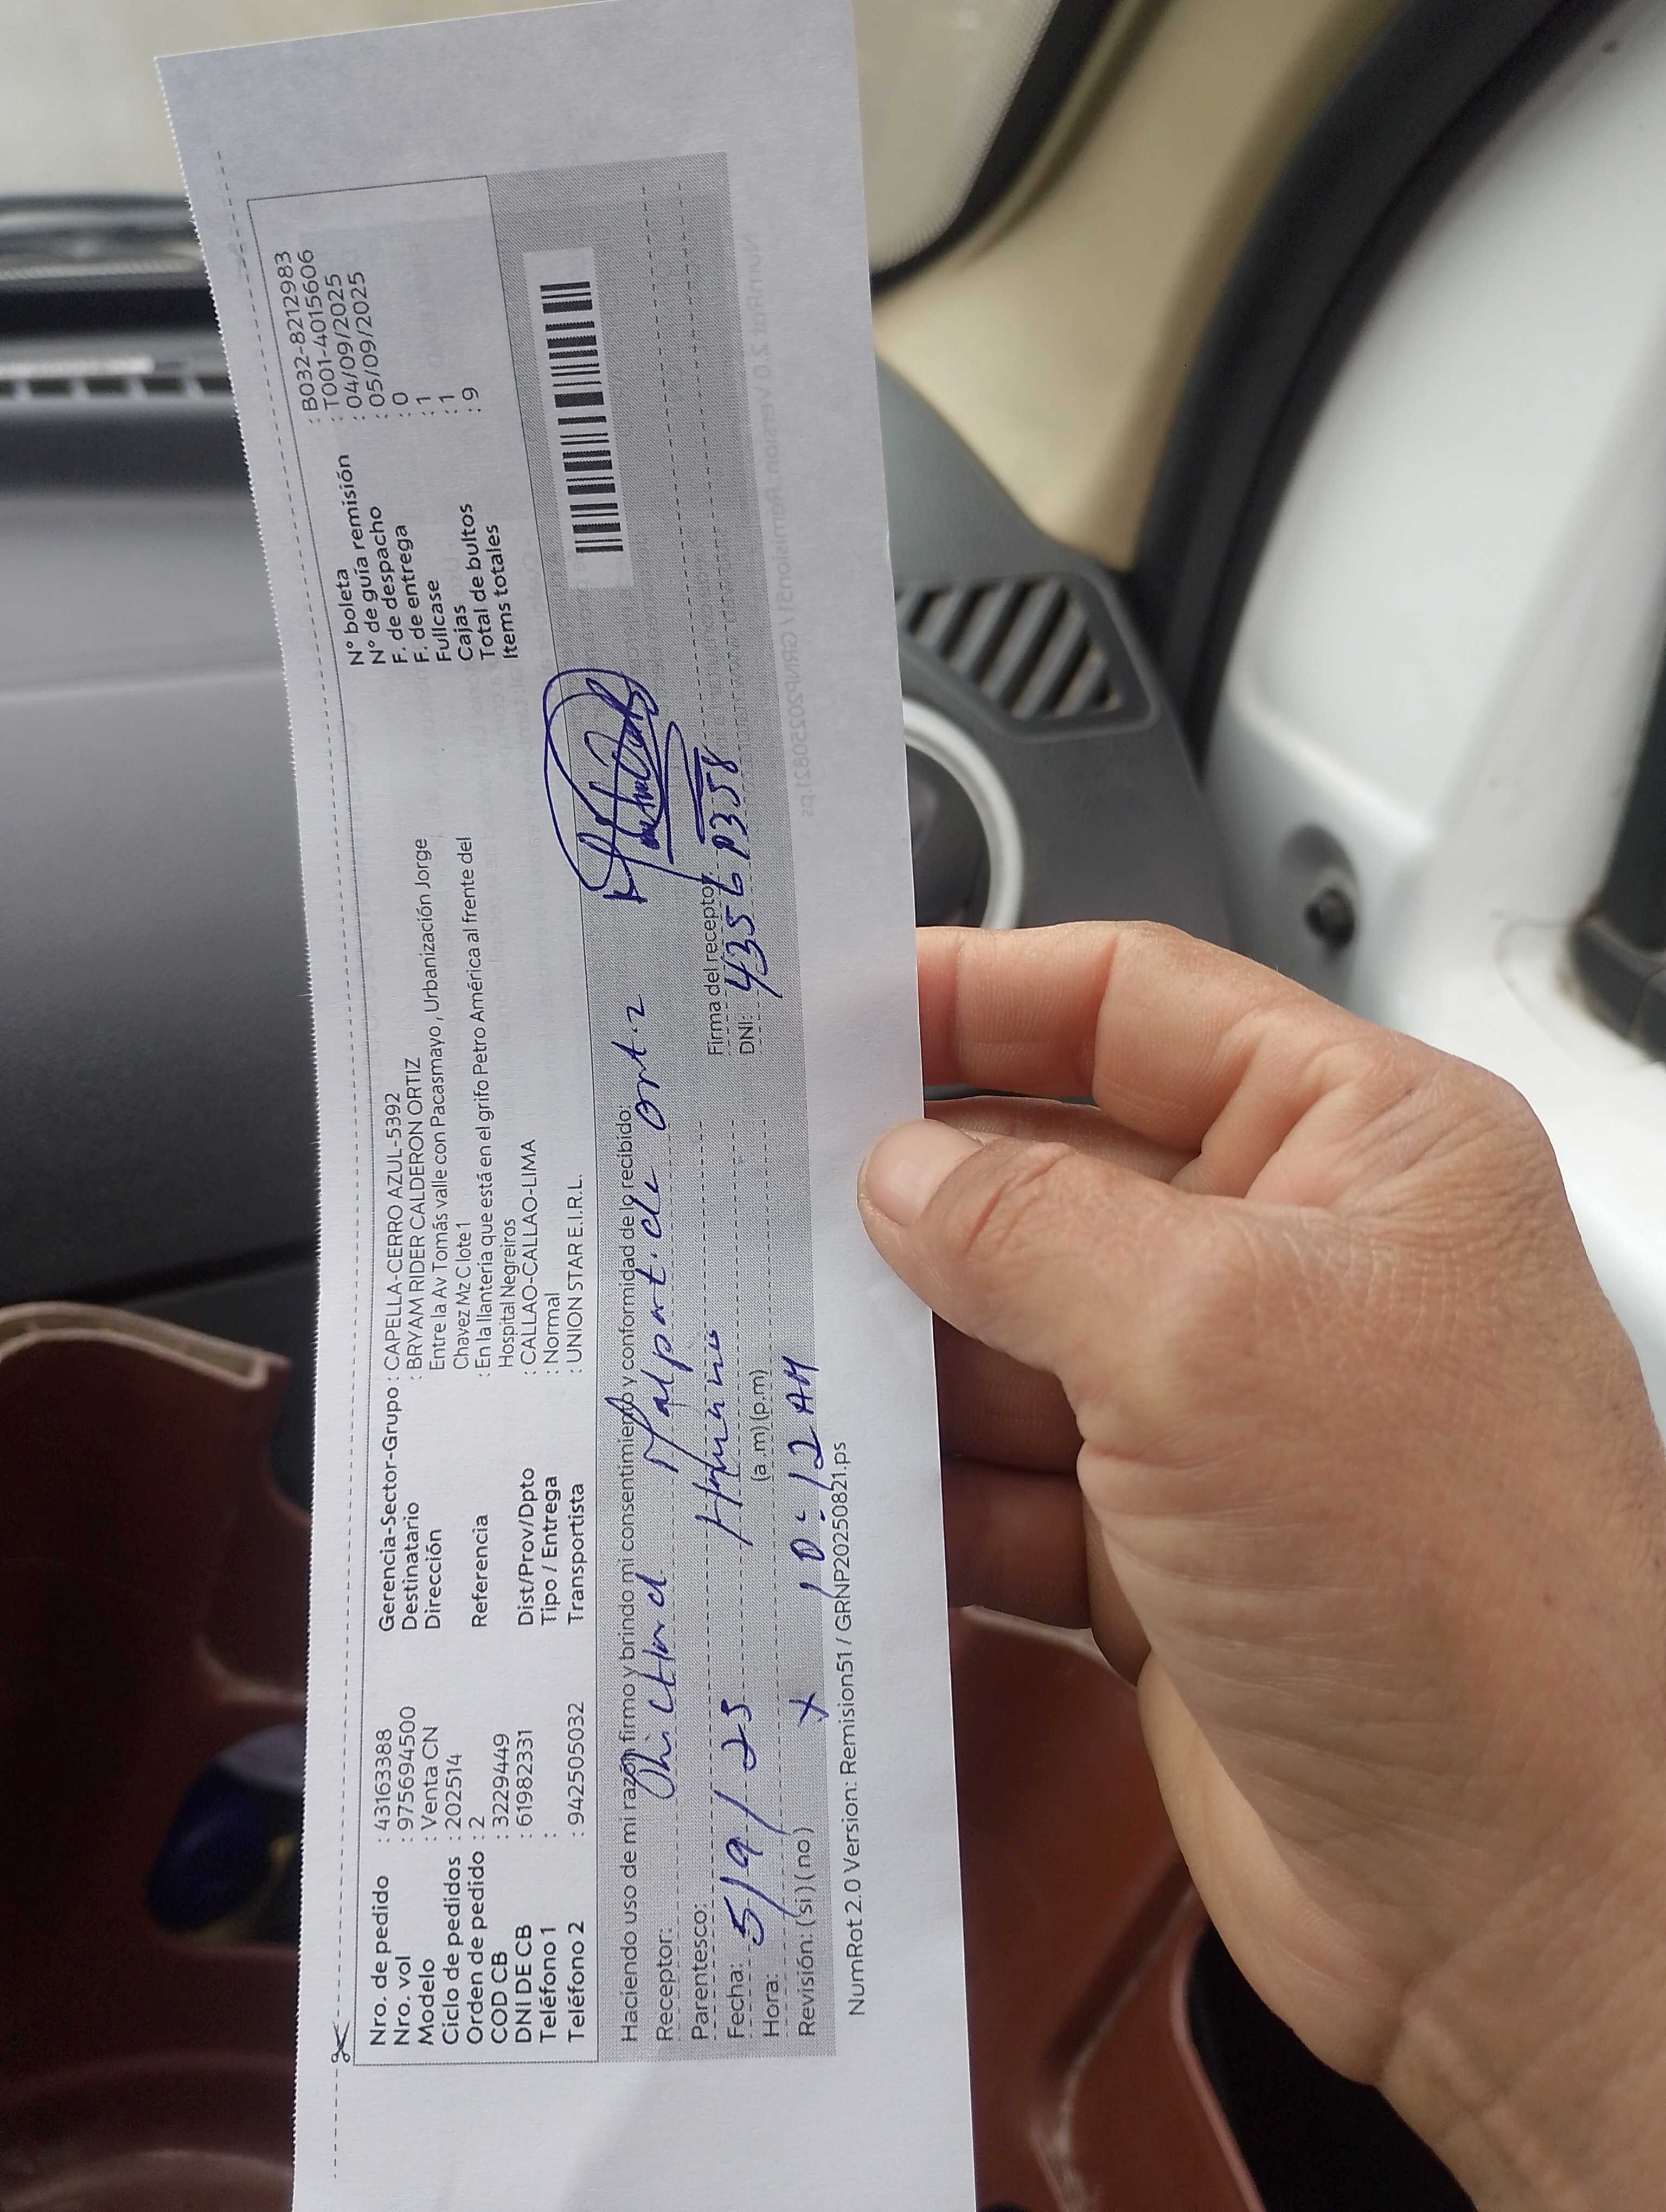 Nro. de pedido : 43163388
Nro. vol : 975694500
Modelo : Venta CN
Ciclo de pedidos : 202514
Orden de pedido : 2
COD CB : 3229449
DNI DE CB : 61982331
Teléfono 1 :
Teléfono 2 : 942505032
Gerencia-Sector-Grupo : CAPELLA-CERRO AZUL-5392
Destinatario : BRYAM RIDER CALDERON ORTIZ
Dirección : Entre la Av Tomás valle con Pacasmayo , Urbanización Jorge
Chavez Mz C lote 1
Referencia : En la llantería que está en el grifo Petro América al frente del
Hospital Negreiros
Dist/Prov/Dpto : CALLAO-CALLAO-LIMA
Tipo / Entrega : Normal
Transportista : UNION STAR E.I.R.L.
N° boleta : B032-8212983
N° de guía remisión : T001-4015606
F. de despacho : 04/09/2025
F. de entrega : 05/09/2025
Fullcase : 0
Cajas : 1
Total de bultos : 1
Items totales : 9
Haciendo uso de mi razón firmo y brindo mi consentimiento y conformidad de lo recibido:
Receptor:
Parentesco:
Firma del receptor
Fecha: 5/9/25
DNI:
Hora: (a.m) (p.m)
10:12 AM
Revisión: (si) (no) X
NumRot 2.0 Version: Remision51 / GRNP20250821.ps